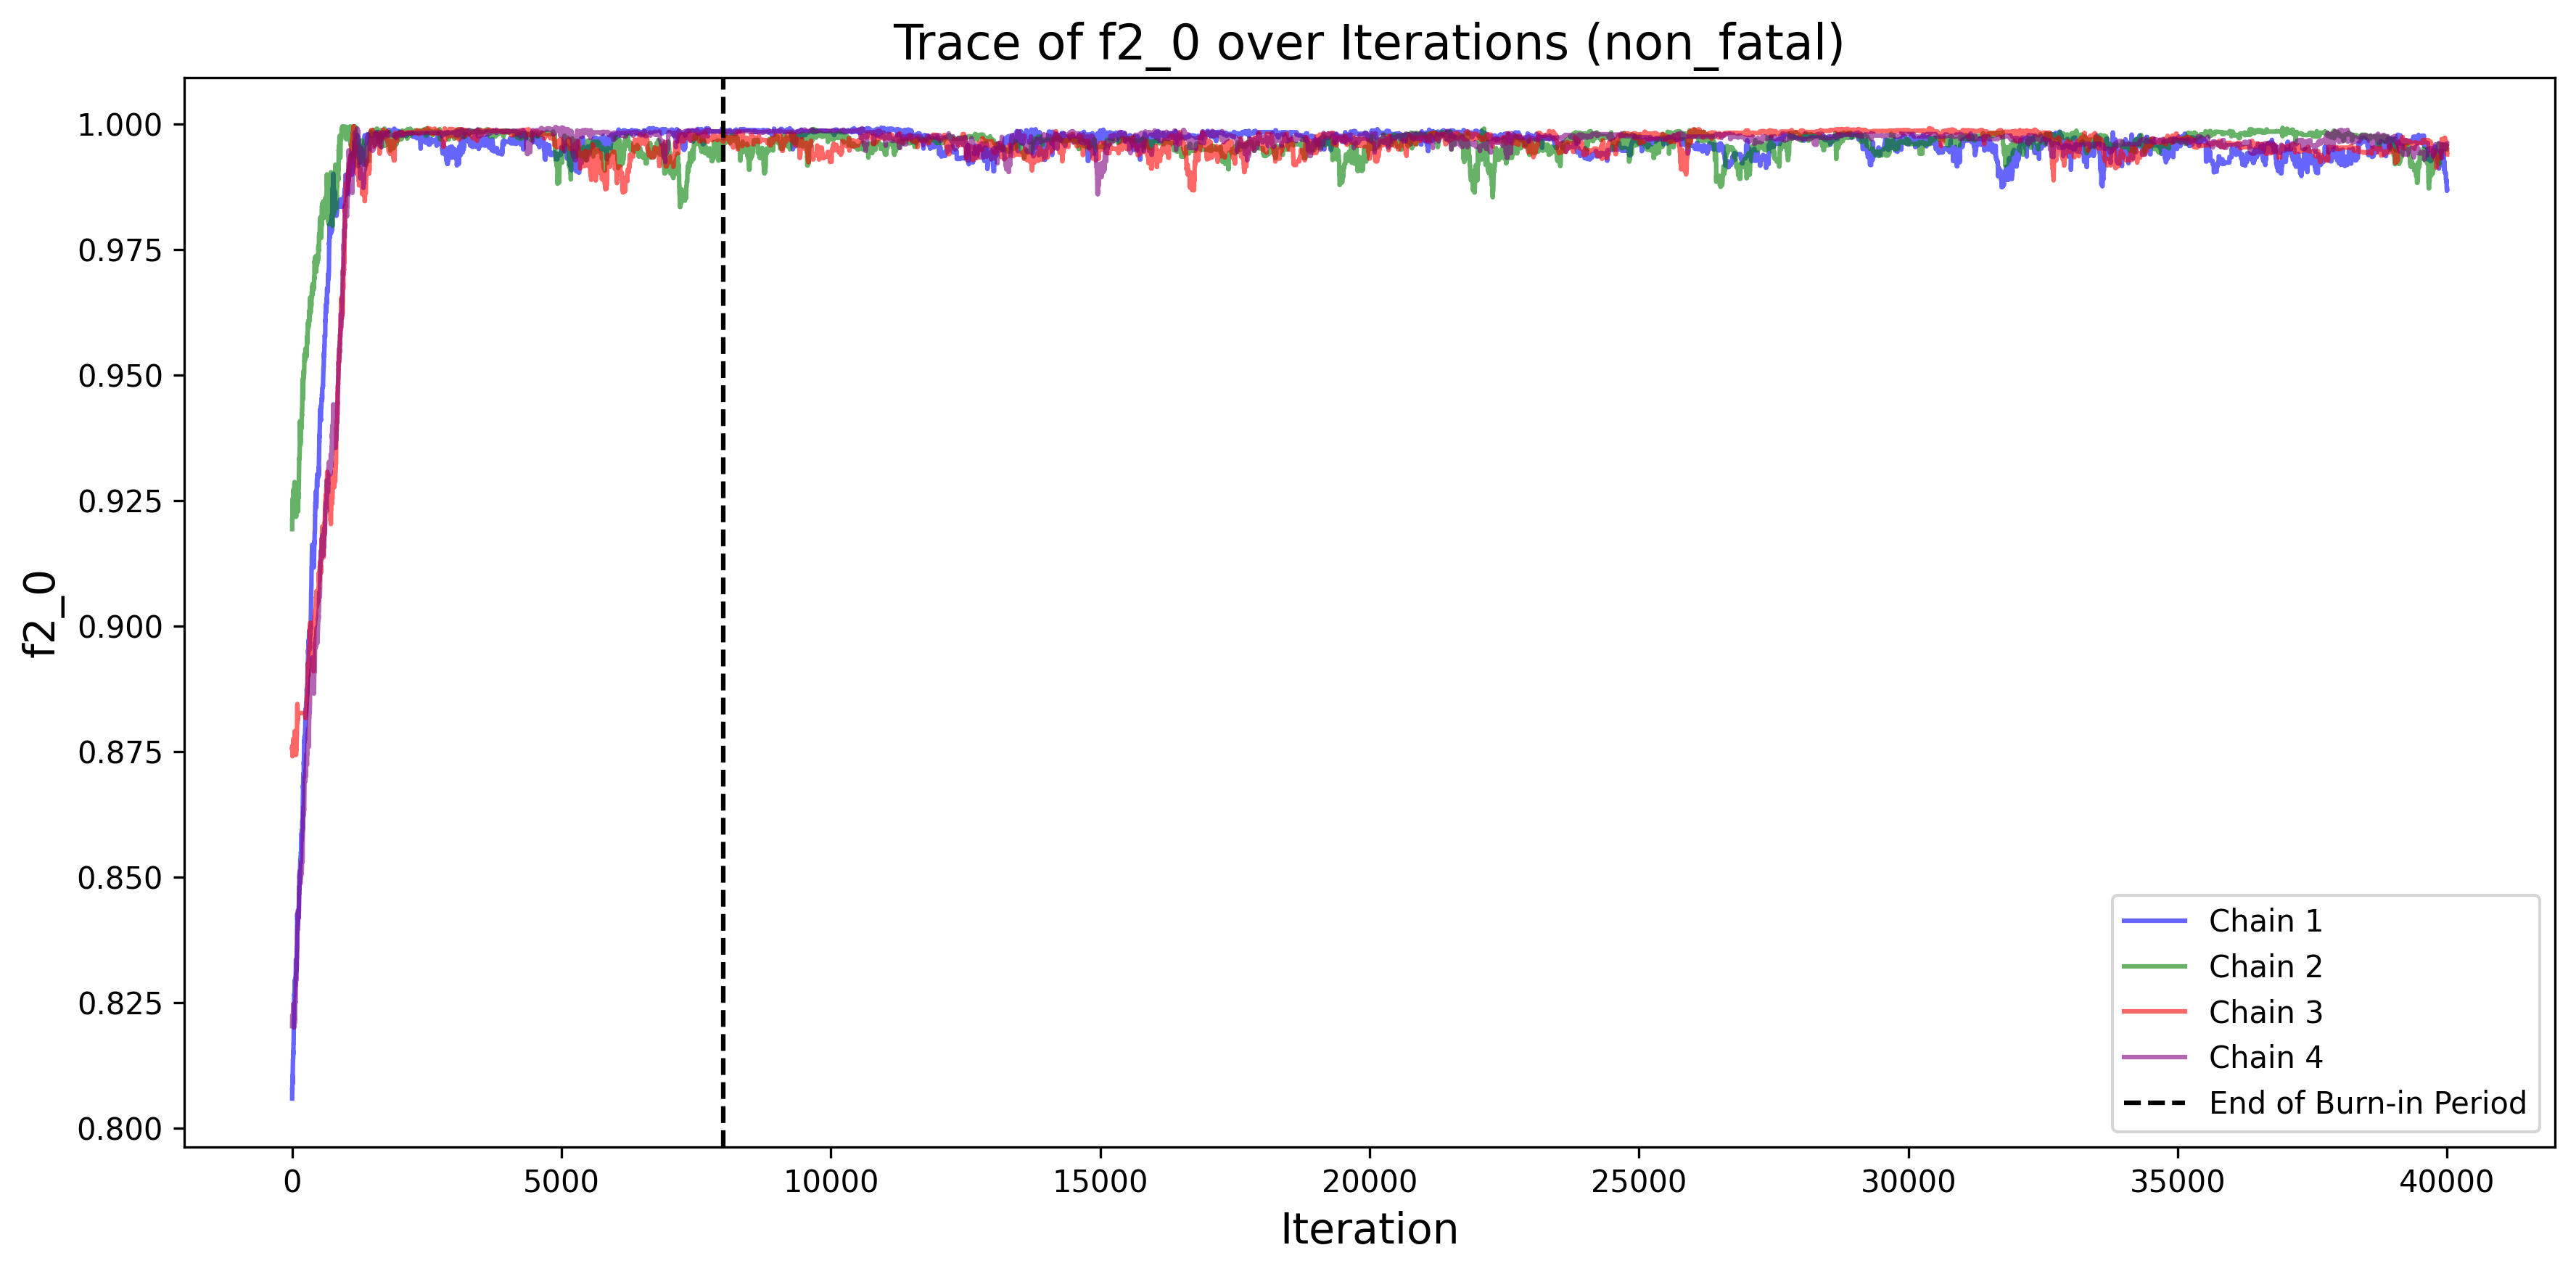 Trace of f2_0 over Iterations (non_fatal)
f2_0
1.000
0.975
0.950
0.925
0.900
0.875
0.850
0.825
0.800
0
5000
10000
15000
20000
25000
30000
35000
40000
Iteration
Chain 1
Chain 2
Chain 3
Chain 4
End of Burn-in Period